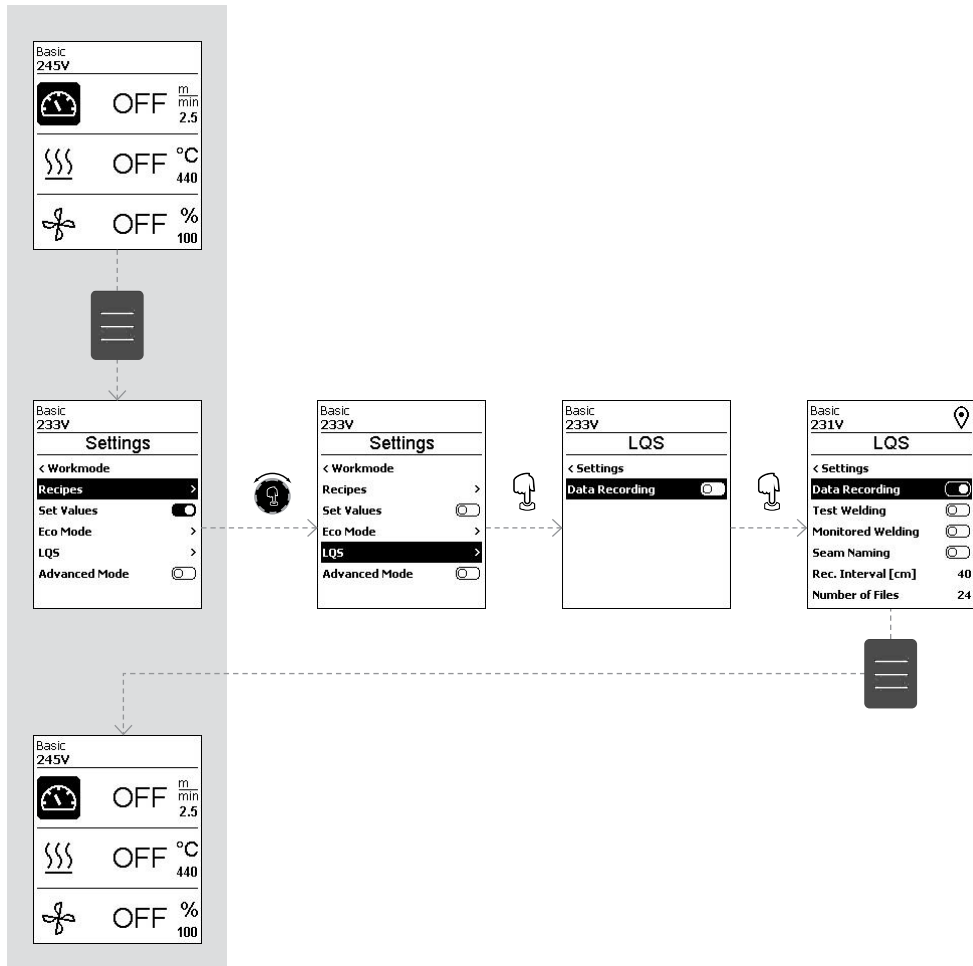 Basic
245V
OFF m/min 2.5
OFF °C 440
OFF % 100
Basic
233V
Settings
< Workmode
Recipes >
Set Values
Eco Mode >
LQS >
Advanced Mode
Basic
233V
Settings
< Workmode
Recipes >
Set Values
Eco Mode >
LQS >
Advanced Mode
Basic
233V
LQS
< Settings
Data Recording
Basic
231V
LQS
< Settings
Data Recording
Test Welding
Monitored Welding
Seam Naming
Rec. Interval [cm] 40
Number of Files 24
Basic
245V
OFF m/min 2.5
OFF °C 440
OFF % 100